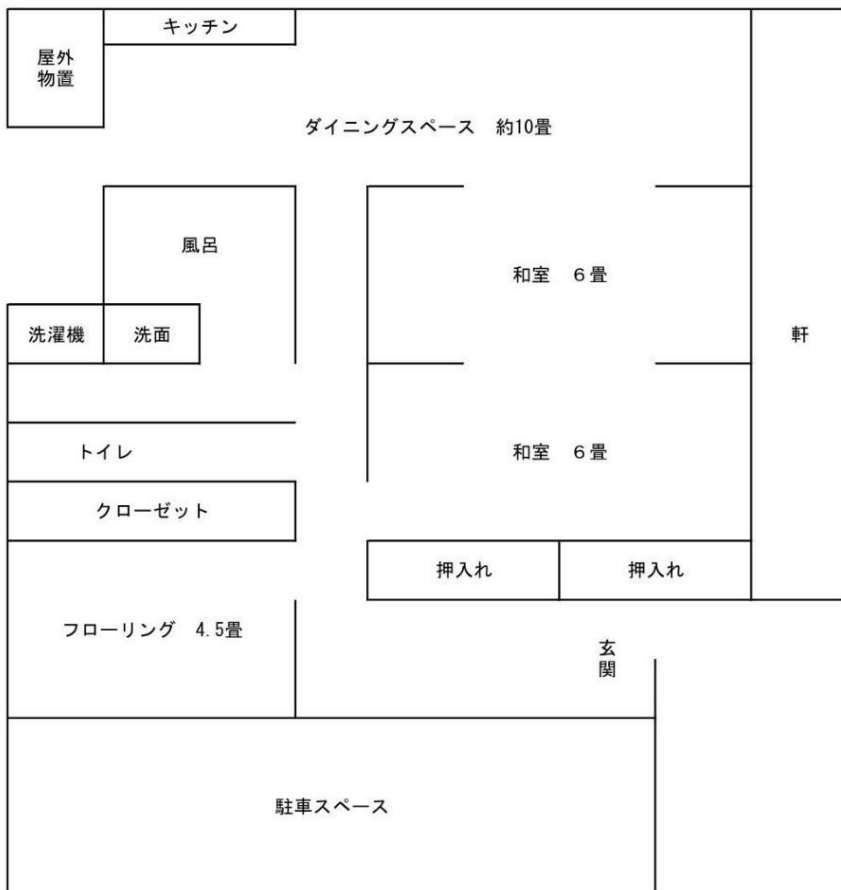 キッチン
屋外
物置
ダイニングスペース　約10畳
風呂
和室　６畳
洗濯機
洗面
軒
トイレ
和室　６畳
クローゼット
押入れ
押入れ
フローリング　4.5畳
玄
関
駐車スペース